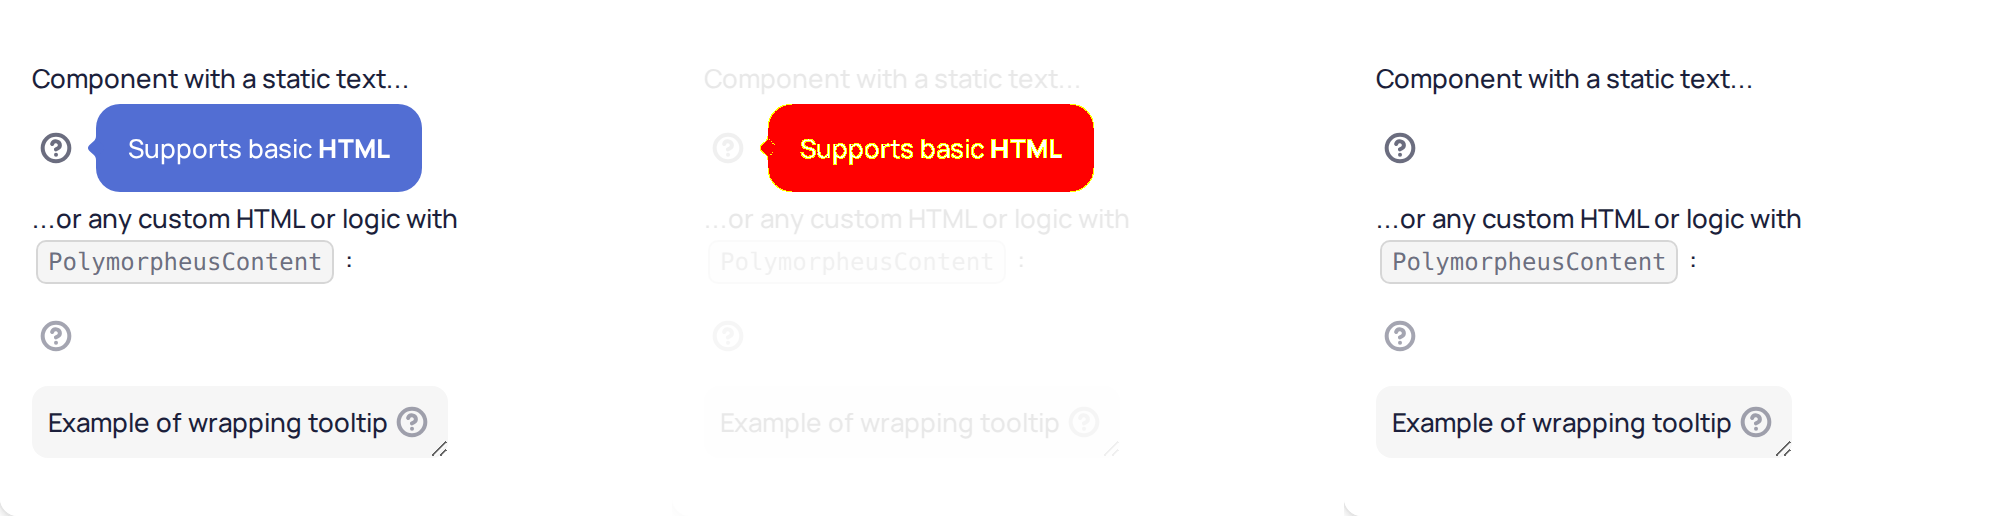 Component with a static text...
Supports basic HTML
...or any custom HTML or logic with
PolymorpheusContent :
Example of wrapping tooltip
Component with a static text...
Supports basic HTML
...or any custom HTML or logic with
PolymorpheusContent :
Example of wrapping tooltip
Component with a static text...
...or any custom HTML or logic with
PolymorpheusContent :
Example of wrapping tooltip